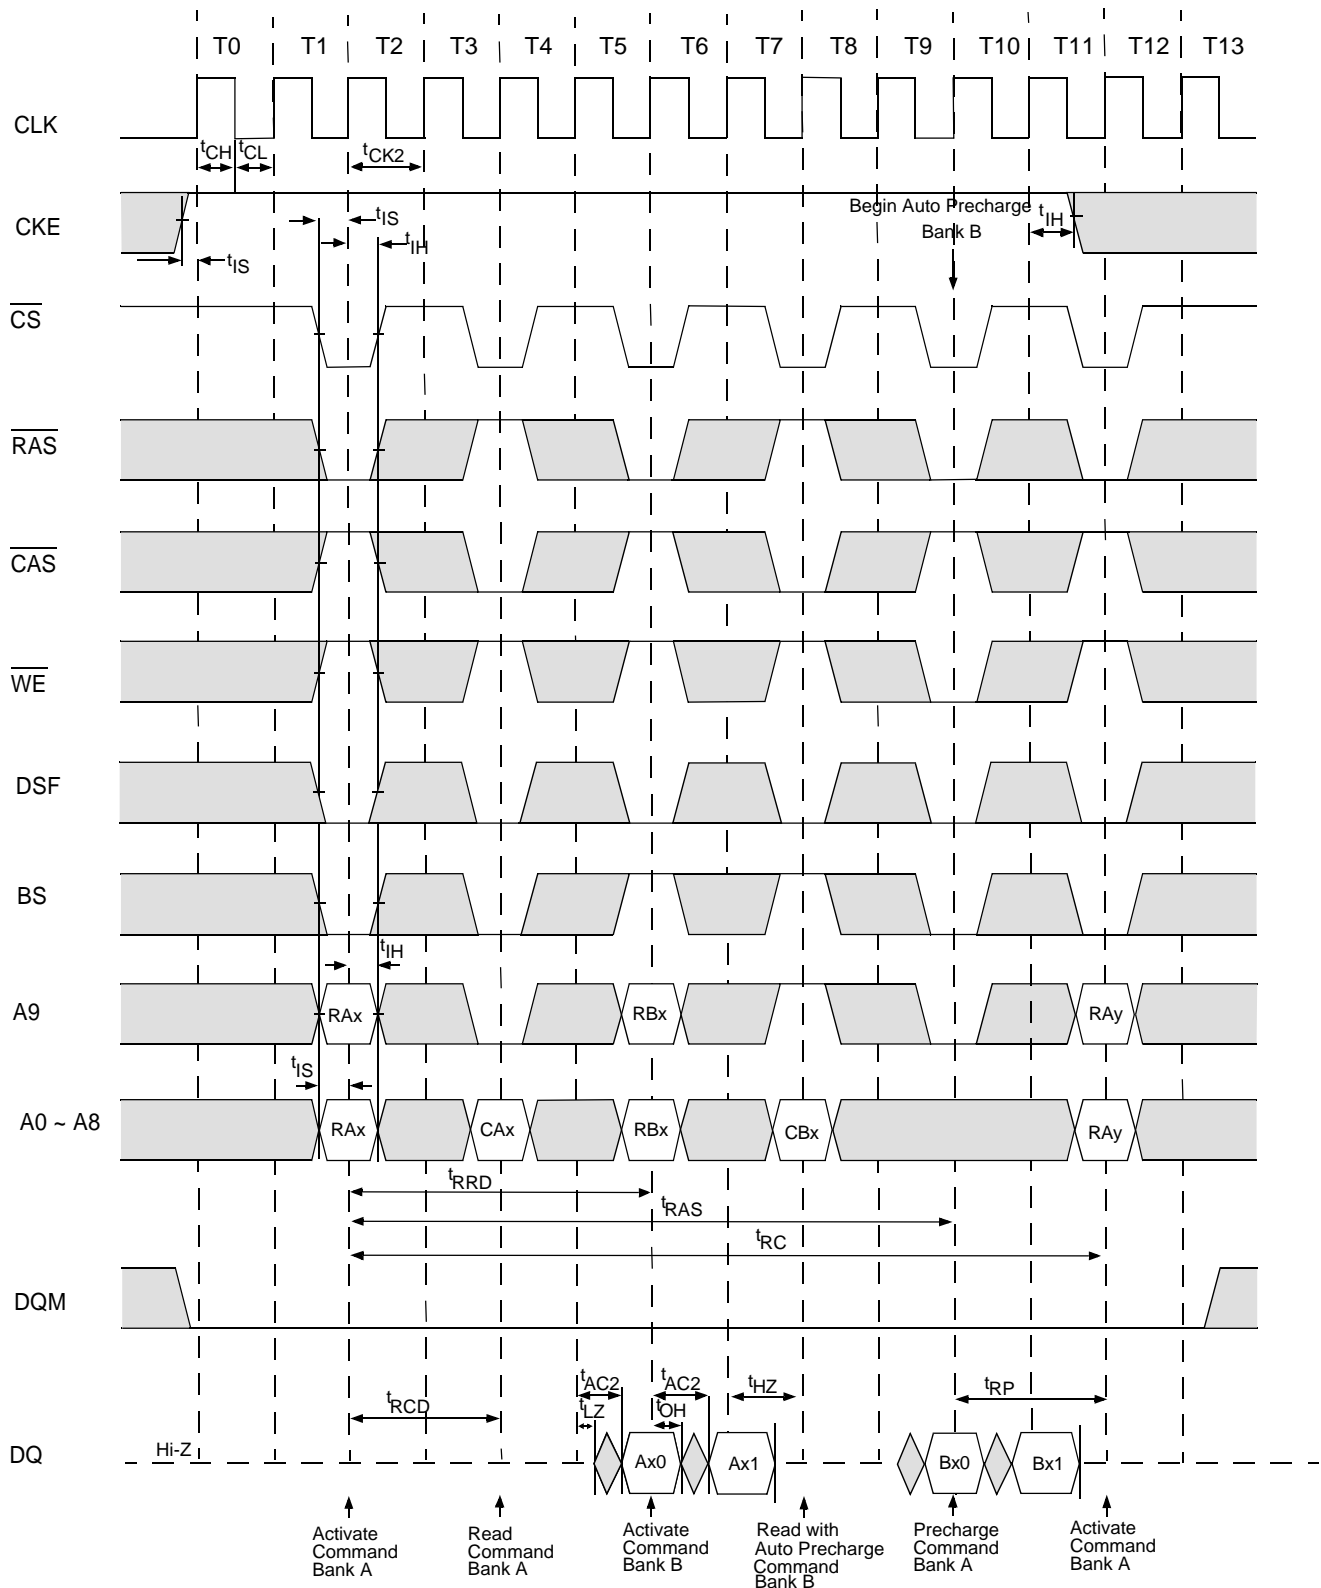 T0 T1 T2 T3 T4 T5 T6 T7 T8 T9 T10 T11 T12 T13
CLK
tCH tCL tCK2
CKE
tIS
tIH
tIS
Begin Auto Precharge
Bank B
tIH
CS
RAS
CAS
WE
DSF
BS
tIH
A9
RAx RBx RAy
tIS
A0 ~ A8
RAx CAx RBx CBx RAy
tRRD
tRAS
tRC
DQM
tAC2 tAC2 tHZ tRP
tRCD tLZ tOH
Hi-Z
DQ
Ax0 Ax1 Bx0 Bx1
Activate
Command
Bank A
Read
Command
Bank A
Activate
Command
Bank B
Read with
Auto Precharge
Command
Bank B
Precharge
Command
Bank A
Activate
Command
Bank A